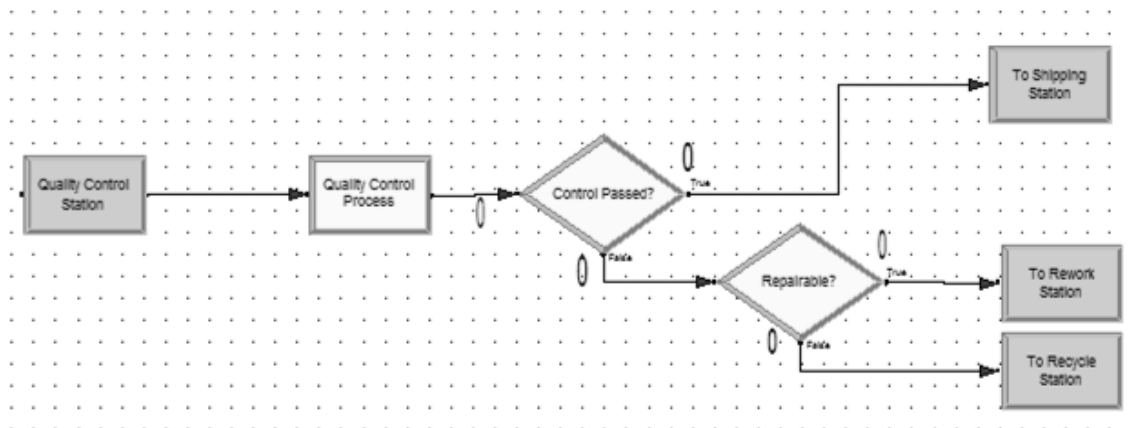 To Shipping
Station
Quality Control
Station
Quality Control
Process
0
Control Passed?
0
True
0
False
Repairable?
0
True
0
False
To Rework
Station
To Recycle
Station